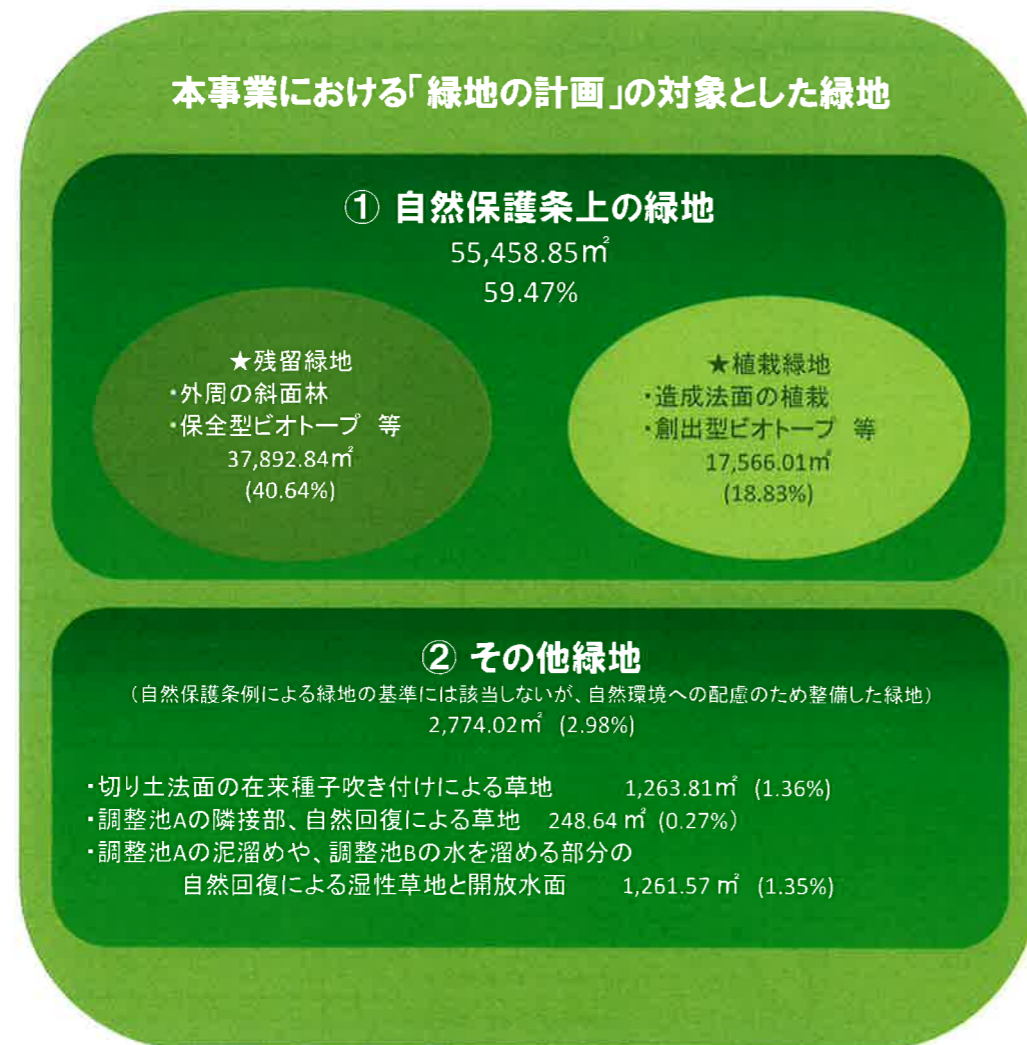 本事業における「緑地の計画」の対象とした緑地
① 自然保護条上の緑地
55,458.85㎡
59.47%
★残留緑地
・外周の斜面林
・保全型ビオトープ 等
37,892.84㎡
(40.64%)
★植栽緑地
・造成法面の植栽
・創出型ビオトープ 等
17,566.01㎡
(18.83%)
② その他緑地
（自然保護条例による緑地の基準には該当しないが、自然環境への配慮のため整備した緑地）
2,774.02㎡ (2.98%)
・切り土法面の在来種子吹き付けによる草地 1,263.81㎡ (1.36%)
・調整池Aの隣接部、自然回復による草地 248.64 ㎡ (0.27%)
・調整池Aの泥溜めや、調整池Bの水を溜める部分の
自然回復による湿性草地と開放水面 1,261.57 ㎡ (1.35%)